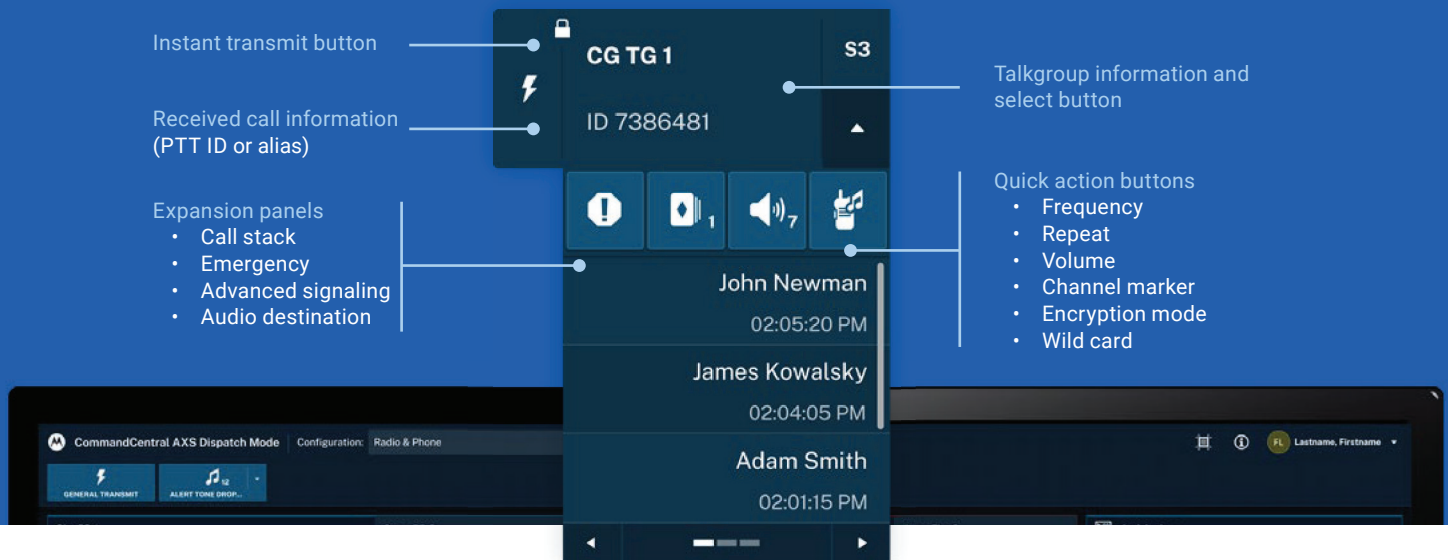 Instant transmit button
Received call information
(PTT ID or alias)
Expansion panels
• Call stack
• Emergency
• Advanced signaling
• Audio destination
CG TG 1
S3
ID 7386481
1
7
John Newman
02:05:20 PM
James Kowalsky
02:04:05 PM
Adam Smith
02:01:15 PM
Talkgroup information and
select button
Quick action buttons
• Frequency
• Repeat
• Volume
• Channel marker
• Encryption mode
• Wild card
CommandCentral AXS Dispatch Mode
Configuration: Radio & Phone
FL Lastname, Firstname
GENERAL TRANSMIT
12
ALERT TONE DROP...